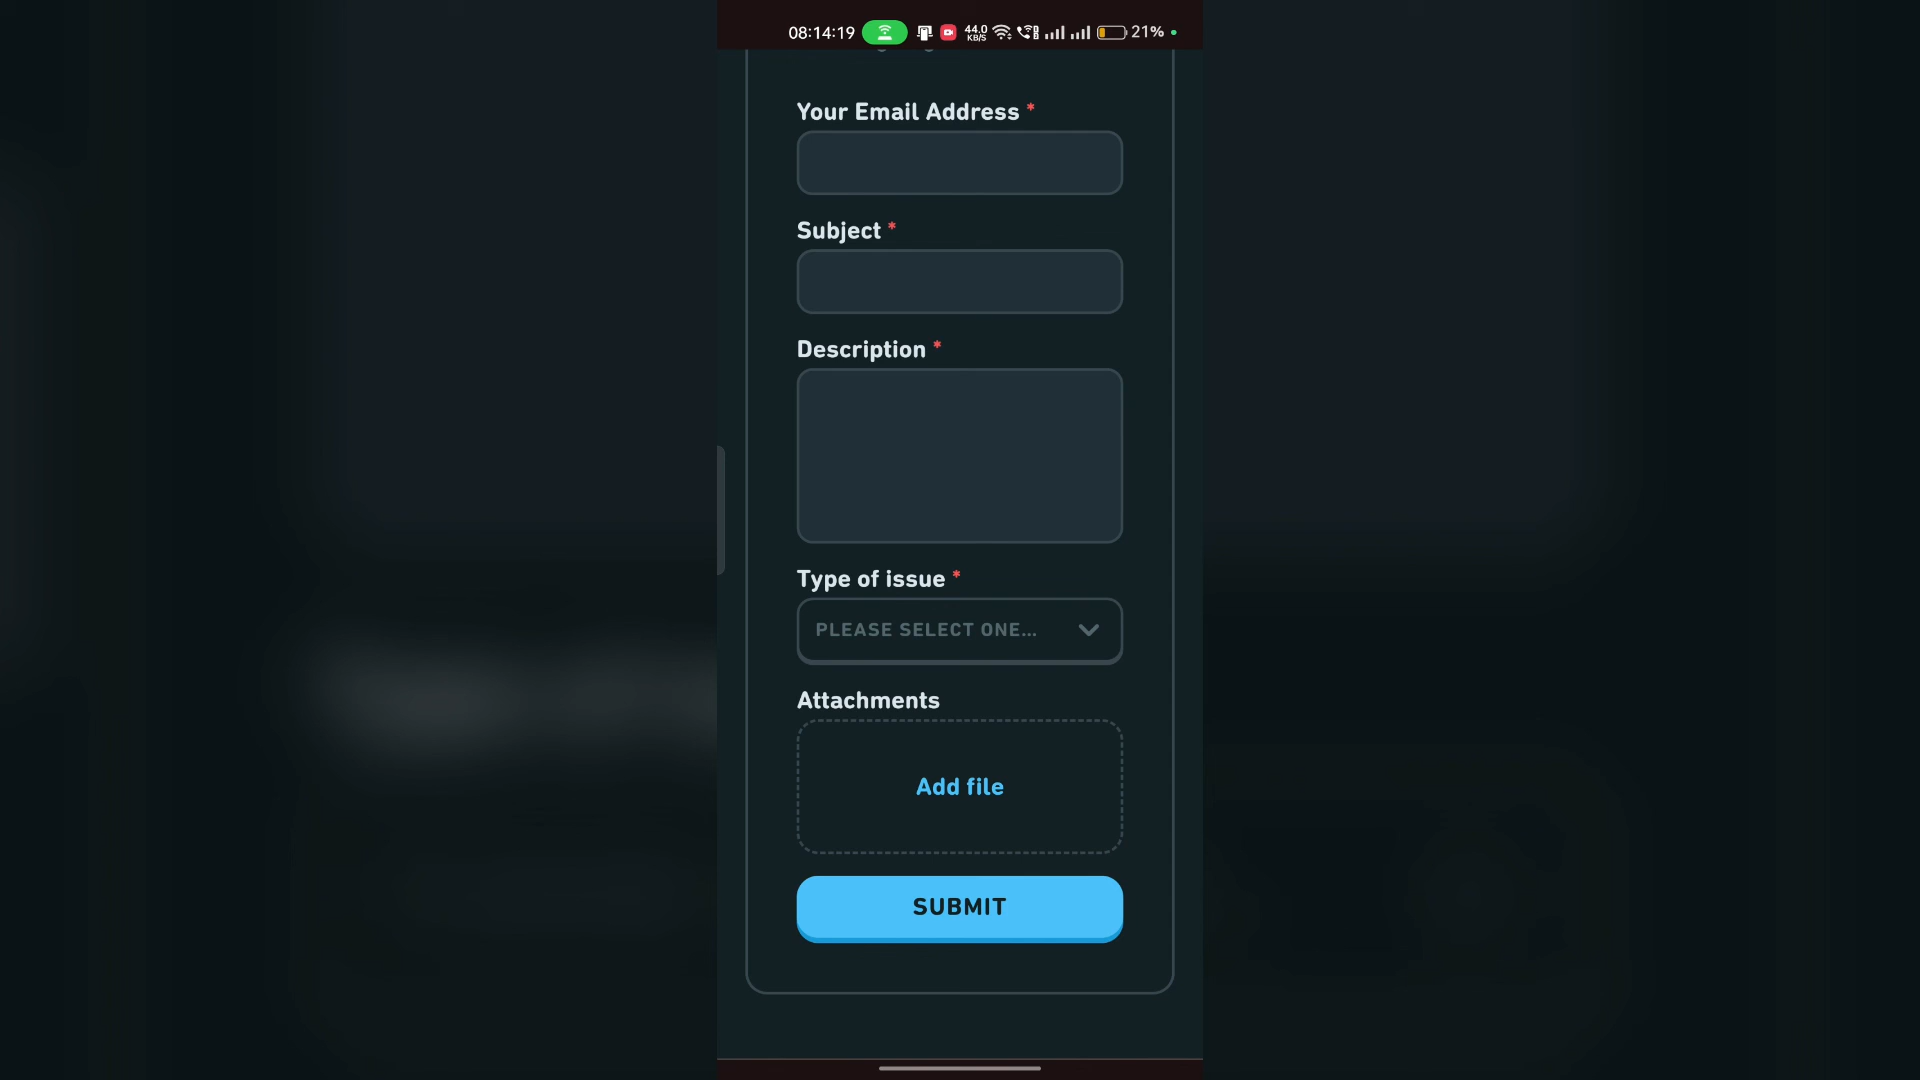 08:14:19 44.0 KB/S 21%
Your Email Address *
Subject *
Description *
Type of issue *
PLEASE SELECT ONE...
Attachments
Add file
SUBMIT